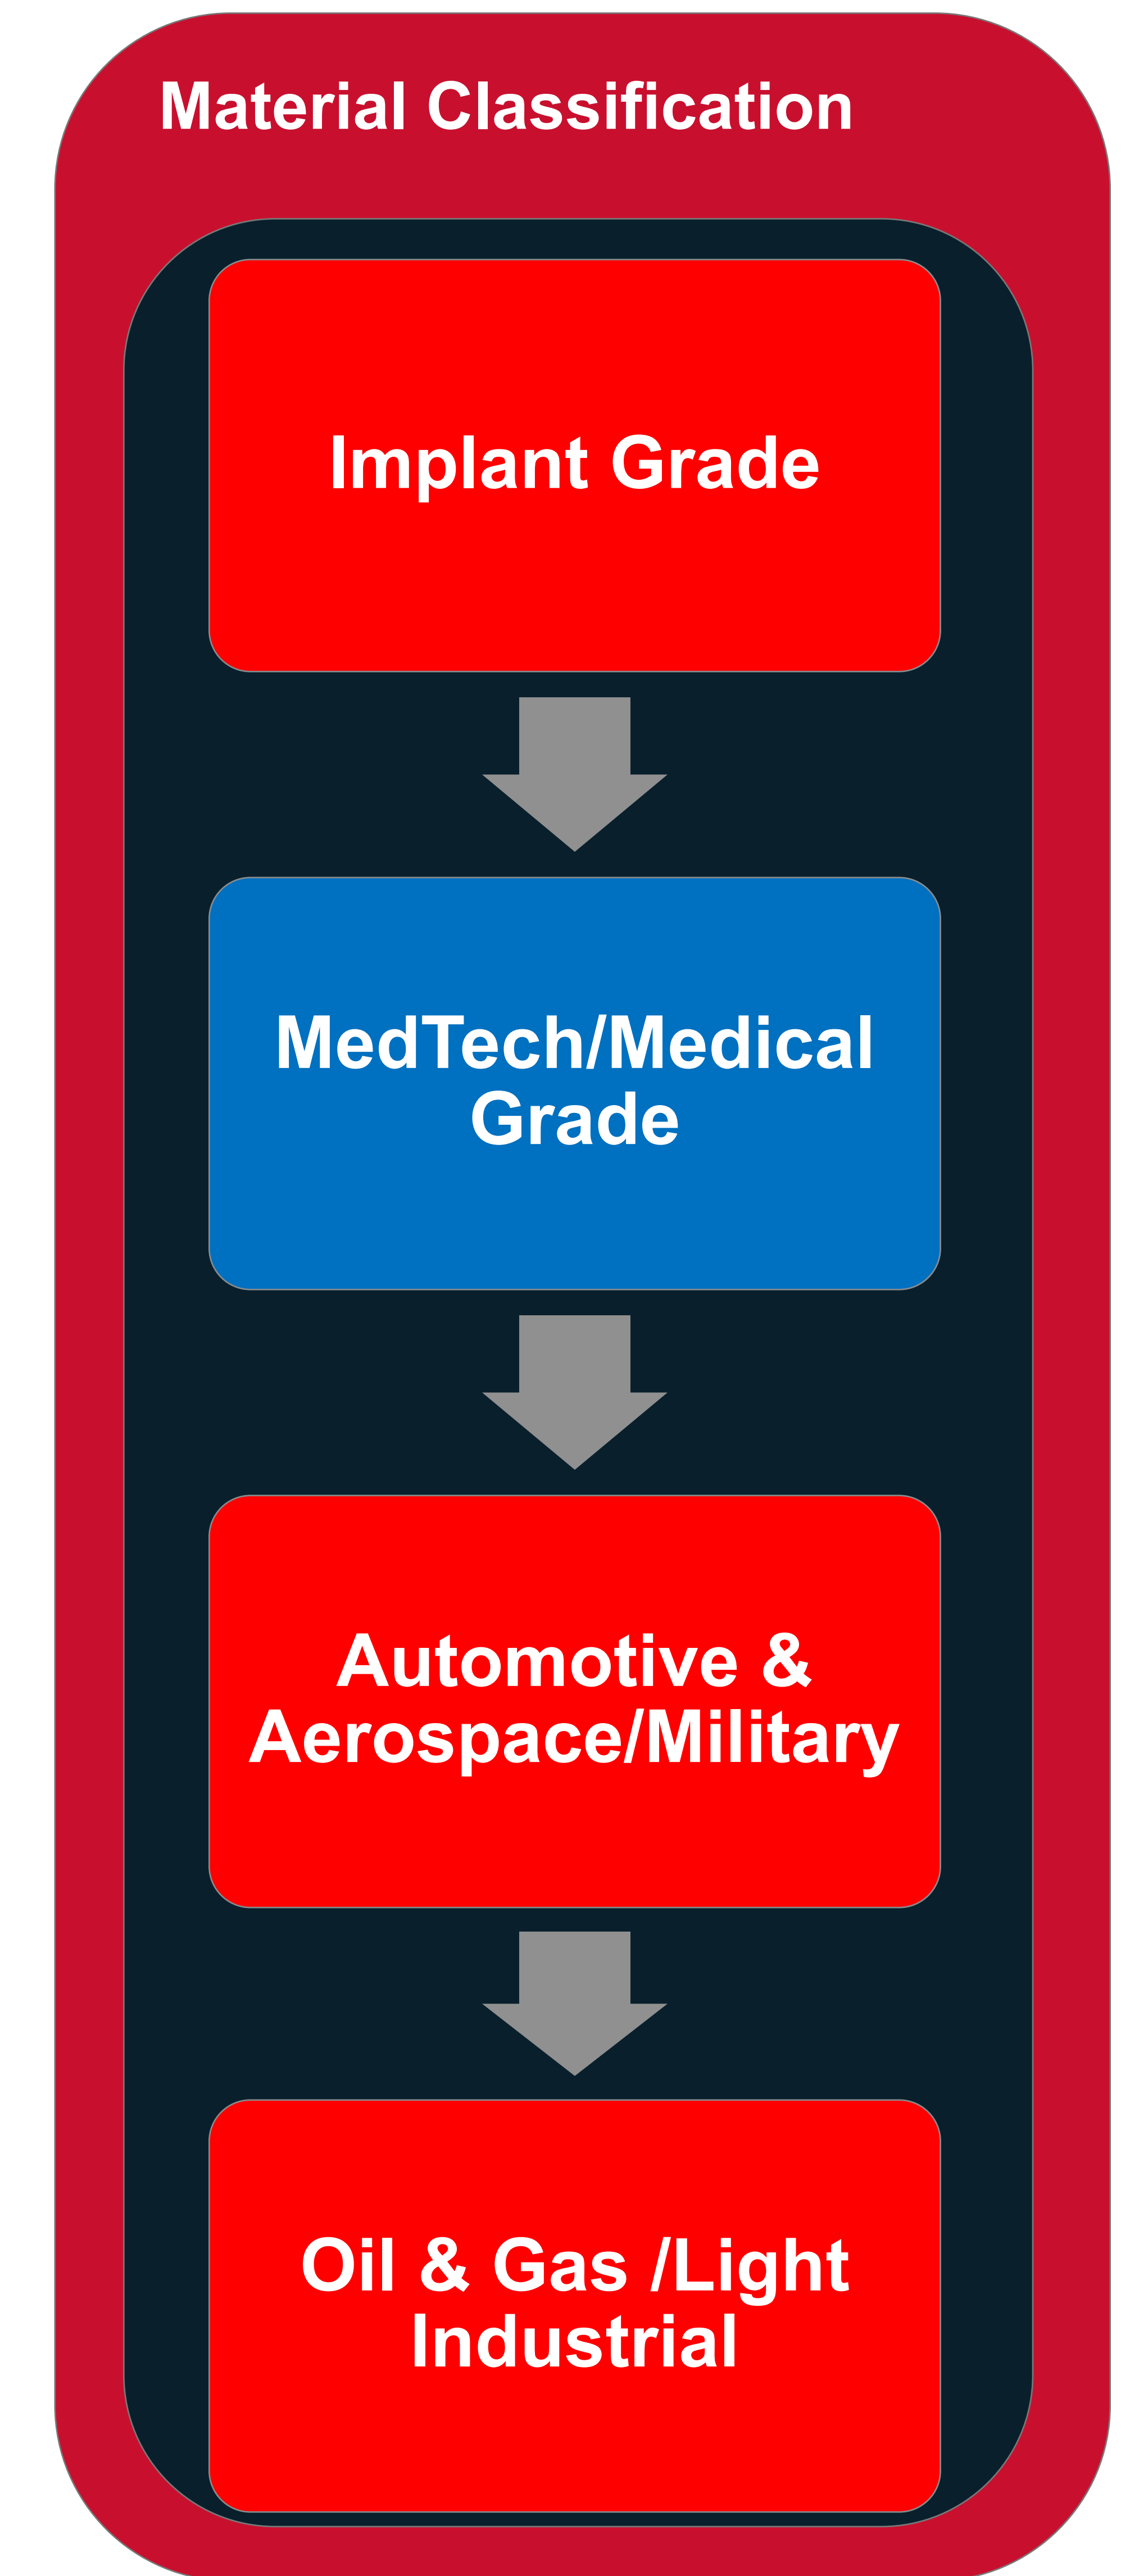 Material Classification
Implant Grade
MedTech/Medical
Grade
Automotive &
Aerospace/Military
Oil & Gas /Light
Industrial